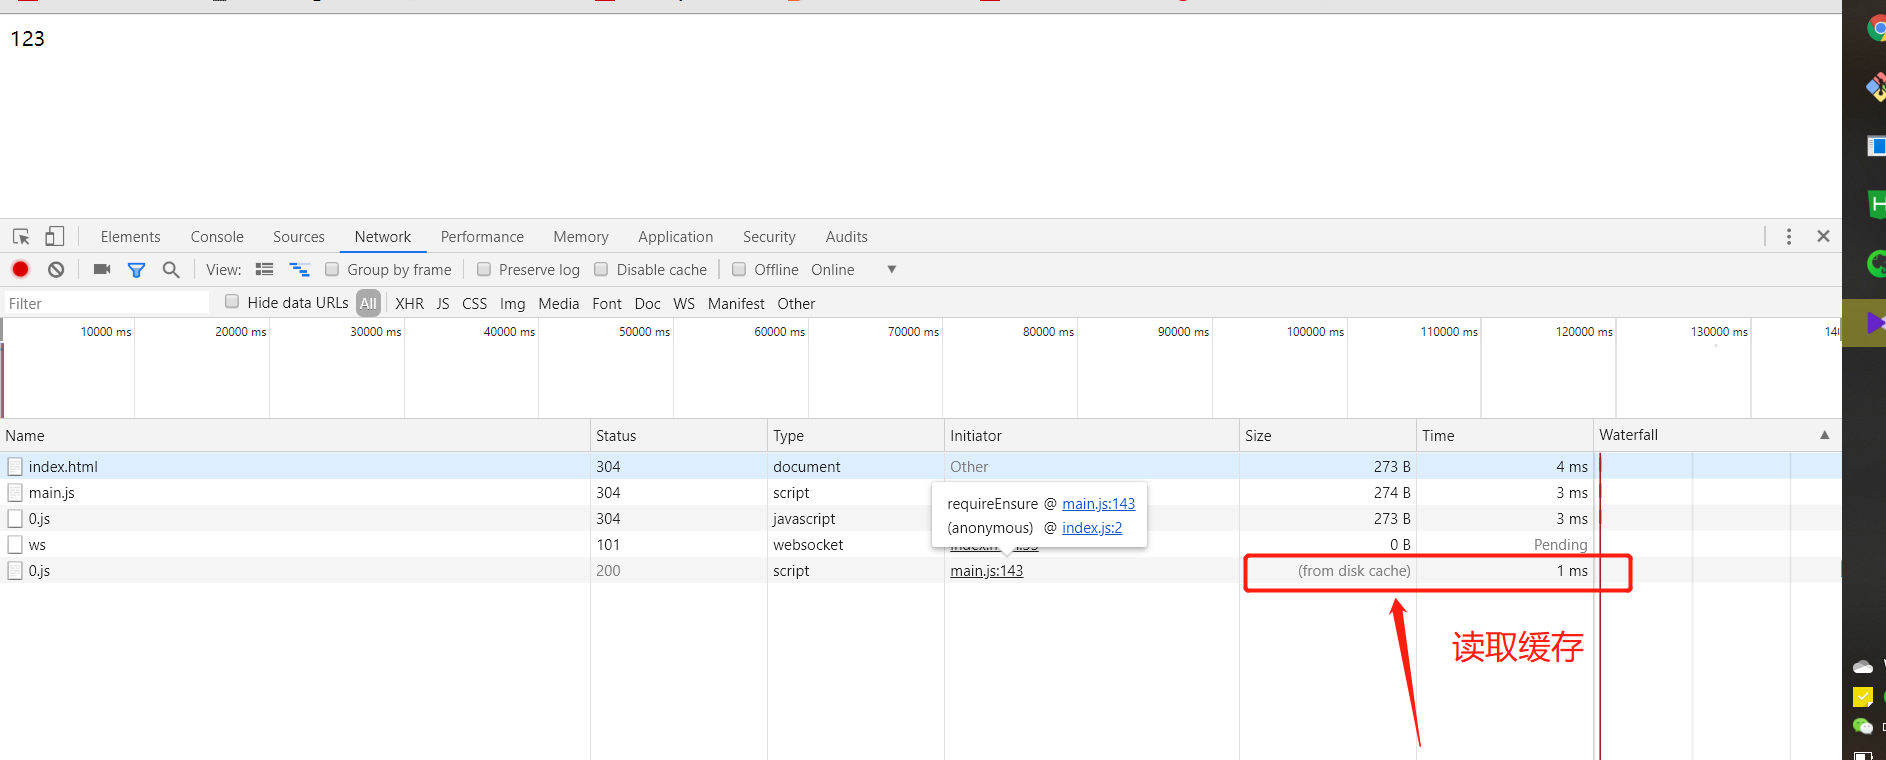 123
Elements Console Sources Network Performance Memory Application Security Audits
View: Group by frame Preserve log Disable cache Offline Online
Filter Hide data URLs All XHR JS CSS Img Media Font Doc WS Manifest Other
10000 ms 20000 ms 30000 ms 40000 ms 50000 ms 60000 ms 70000 ms 80000 ms 90000 ms 100000 ms 110000 ms 120000 ms 130000 ms
Name Status Type Initiator Size Time Waterfall
index.html 304 document Other 273 B 4 ms
main.js 304 script 274 B 3 ms
requireEnsure @ main.js:143
0.js 304 javascript 273 B 3 ms
(anonymous) @ index.js:2
ws 101 websocket 0 B Pending
0.js 200 script main.js:143 (from disk cache) 1 ms
读取缓存